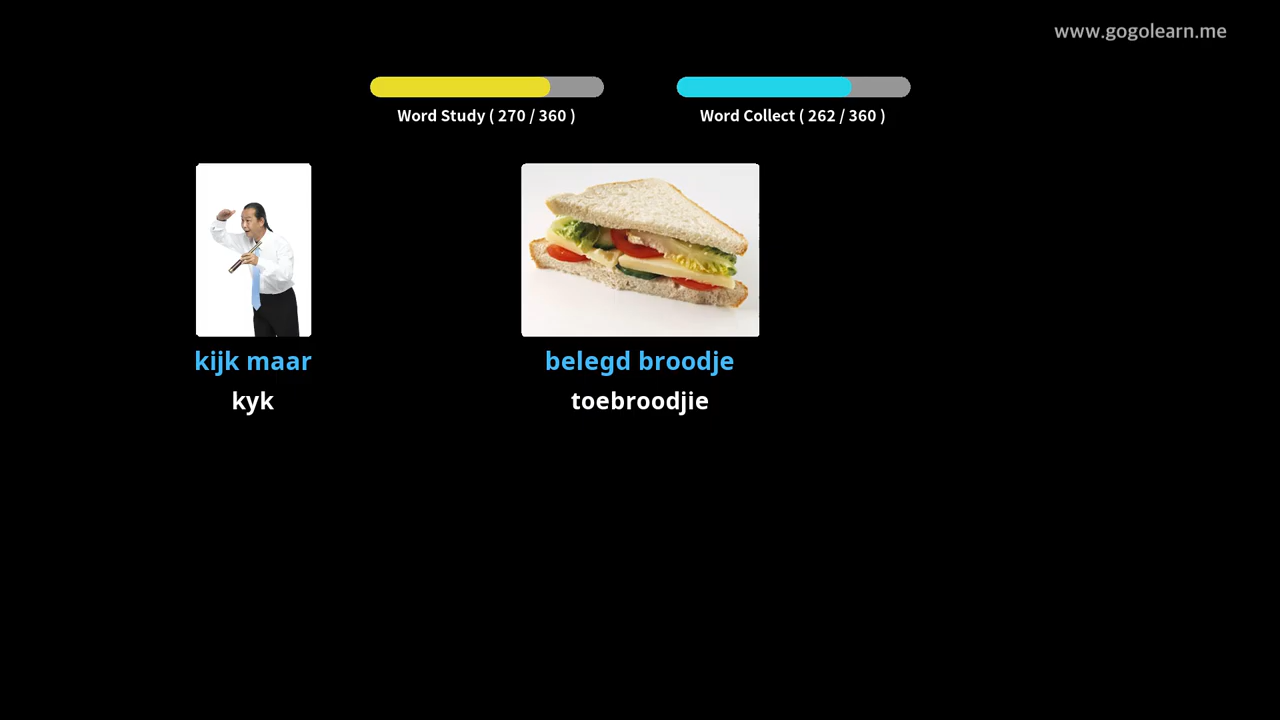 www.gogolearn.me
Word Study ( 270 / 360 )
Word Collect ( 262 / 360 )
kijk maar
belegd broodje
kyk
toebroodjie